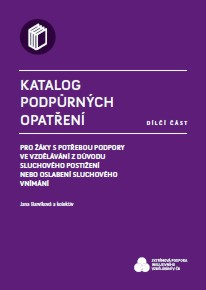 KATALOG
PODPŮRNÝCH
OPATŘENÍ
DÍLČÍ ČÁST
PRO ŽÁKY S POTŘEBOU PODPORY
VE VZDĚLÁVÁNÍ Z DŮVODU
SLUCHOVÉHO POSTIŽENÍ
NEBO OSLABENÍ SLUCHOVÉHO
VNÍMÁNÍ
Jana Barvíková a kolektiv
SYSTÉMOVÁ PODPORA
INKLUZIVNÍHO
VZDĚLÁVÁNÍ V ČR